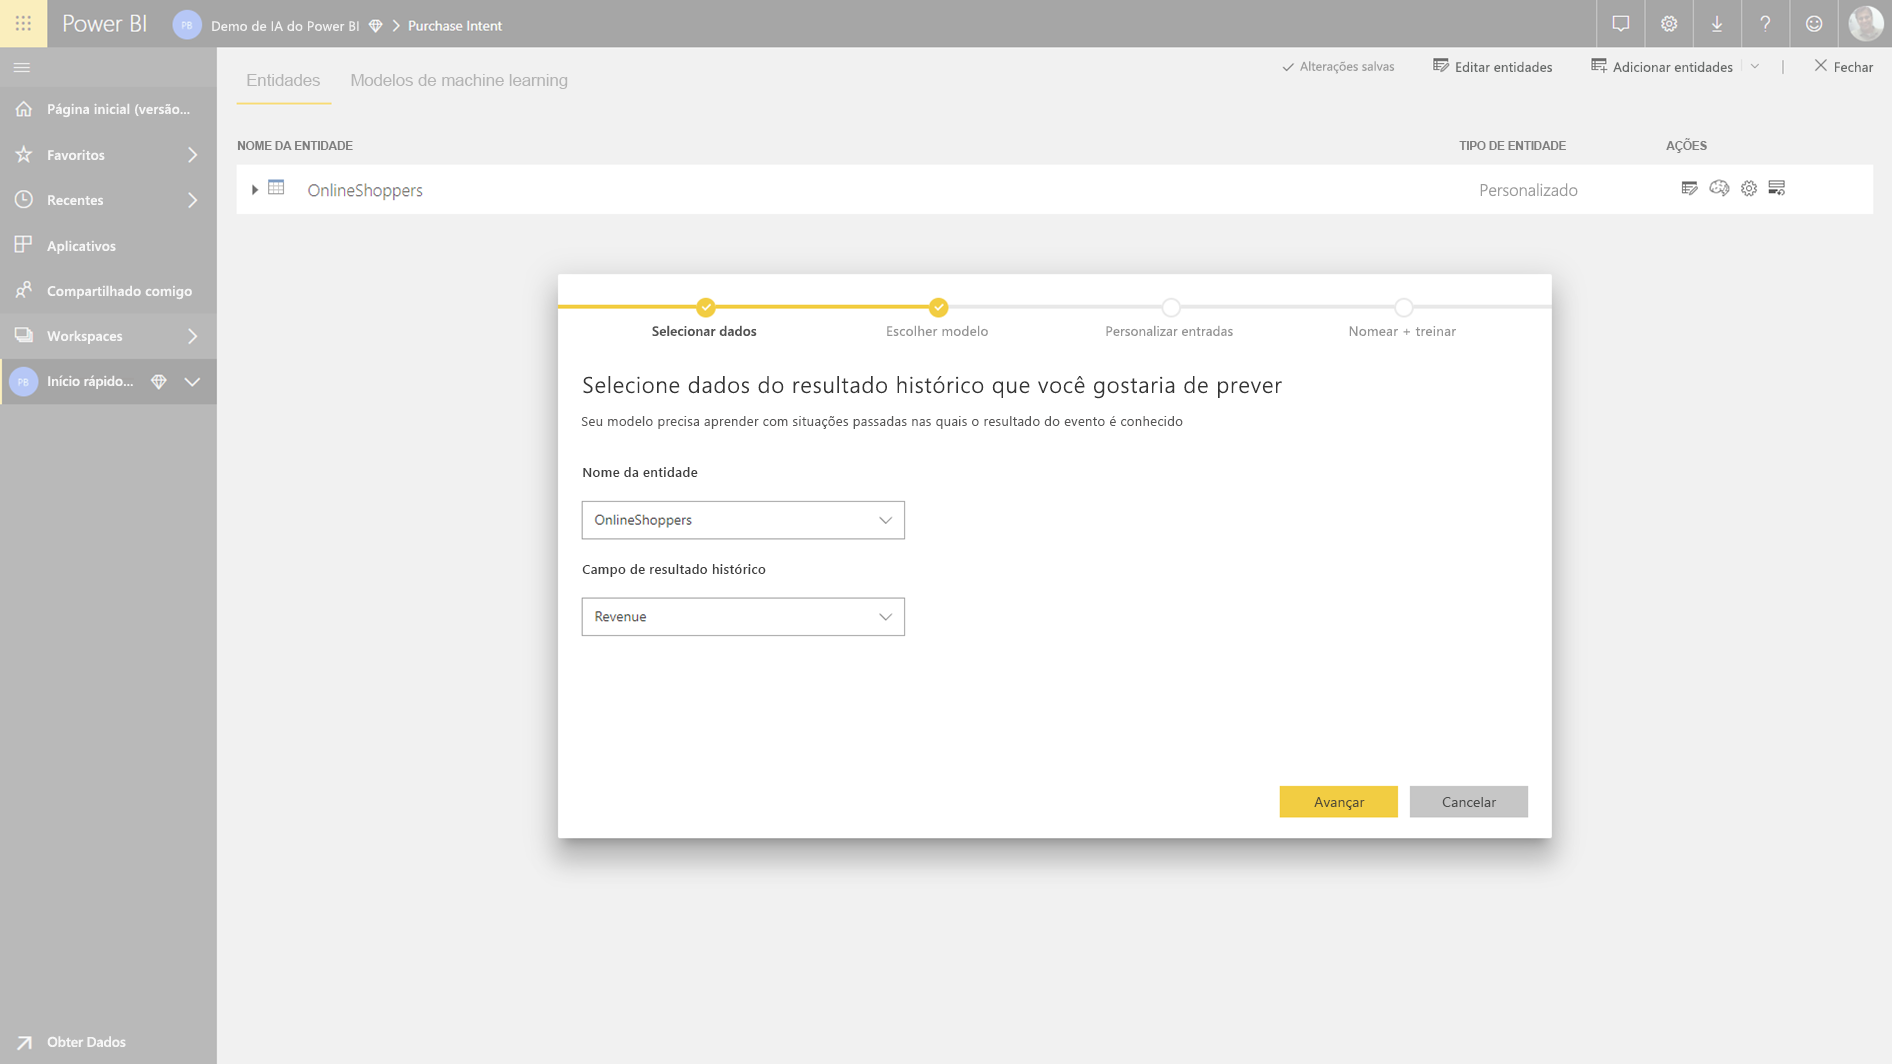 Power BI
PB
Demo de IA do Power BI
Purchase Intent
Página inicial (versão...
Favoritos
Recentes
Aplicativos
Compartilhado comigo
Workspaces
PB
Início rápido...
Obter Dados
Entidades
Modelos de machine learning
Alterações salvas
Editar entidades
Adicionar entidades
Fechar
NOME DA ENTIDADE
TIPO DE ENTIDADE
AÇÕES
OnlineShoppers
Personalizado
Selecionar dados
Escolher modelo
Personalizar entradas
Nomear + treinar
Selecione dados do resultado histórico que você gostaria de prever
Seu modelo precisa aprender com situações passadas nas quais o resultado do evento é conhecido
Nome da entidade
OnlineShoppers
Campo de resultado histórico
Revenue
Avançar
Cancelar